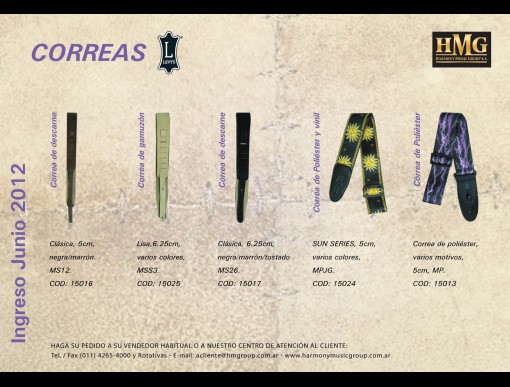 CORREAS
L
LEVY'S
HMG
HARMONY MUSIC GROUP S.A.
Ingreso Junio 2012
Correa de descarne
Correa de gamuzón
Correa de descarne
Correa de Poliéster y vinil
Correa de Poliéster
Clásica, 5cm,
negra/marrón.
MS12.
COD: 15016
Lisa,6.25cm,
varios colores,
MSS3.
COD: 15025
Clásica, 6.25cm,
negra/marrón/tostado
MS26.
COD: 15017
SUN SERIES, 5cm,
varios colores,
MPJG.
COD: 15024
Correa de poliéster,
varios motivos,
5cm, MP.
COD: 15013
HAGA SU PEDIDO A SU VENDEDOR HABITUAL O A NUESTRO CENTRO DE ATENCIÓN AL CLIENTE:
Tel. / Fax (011) 4265-4000 y Rotativas - E-mail: acliente@hmgroup.com.ar - www.harmonymusicgroup.com.ar